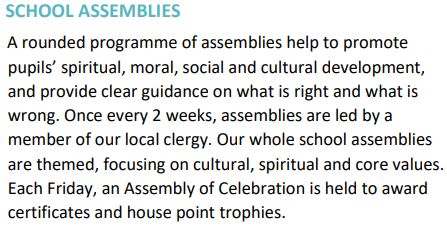 SCHOOL ASSEMBLIES
A rounded programme of assemblies help to promote
pupils’ spiritual, moral, social and cultural development,
and provide clear guidance on what is right and what is
wrong. Once every 2 weeks, assemblies are led by a
member of our local clergy. Our whole school assemblies
are themed, focusing on cultural, spiritual and core values.
Each Friday, an Assembly of Celebration is held to award
certificates and house point trophies.